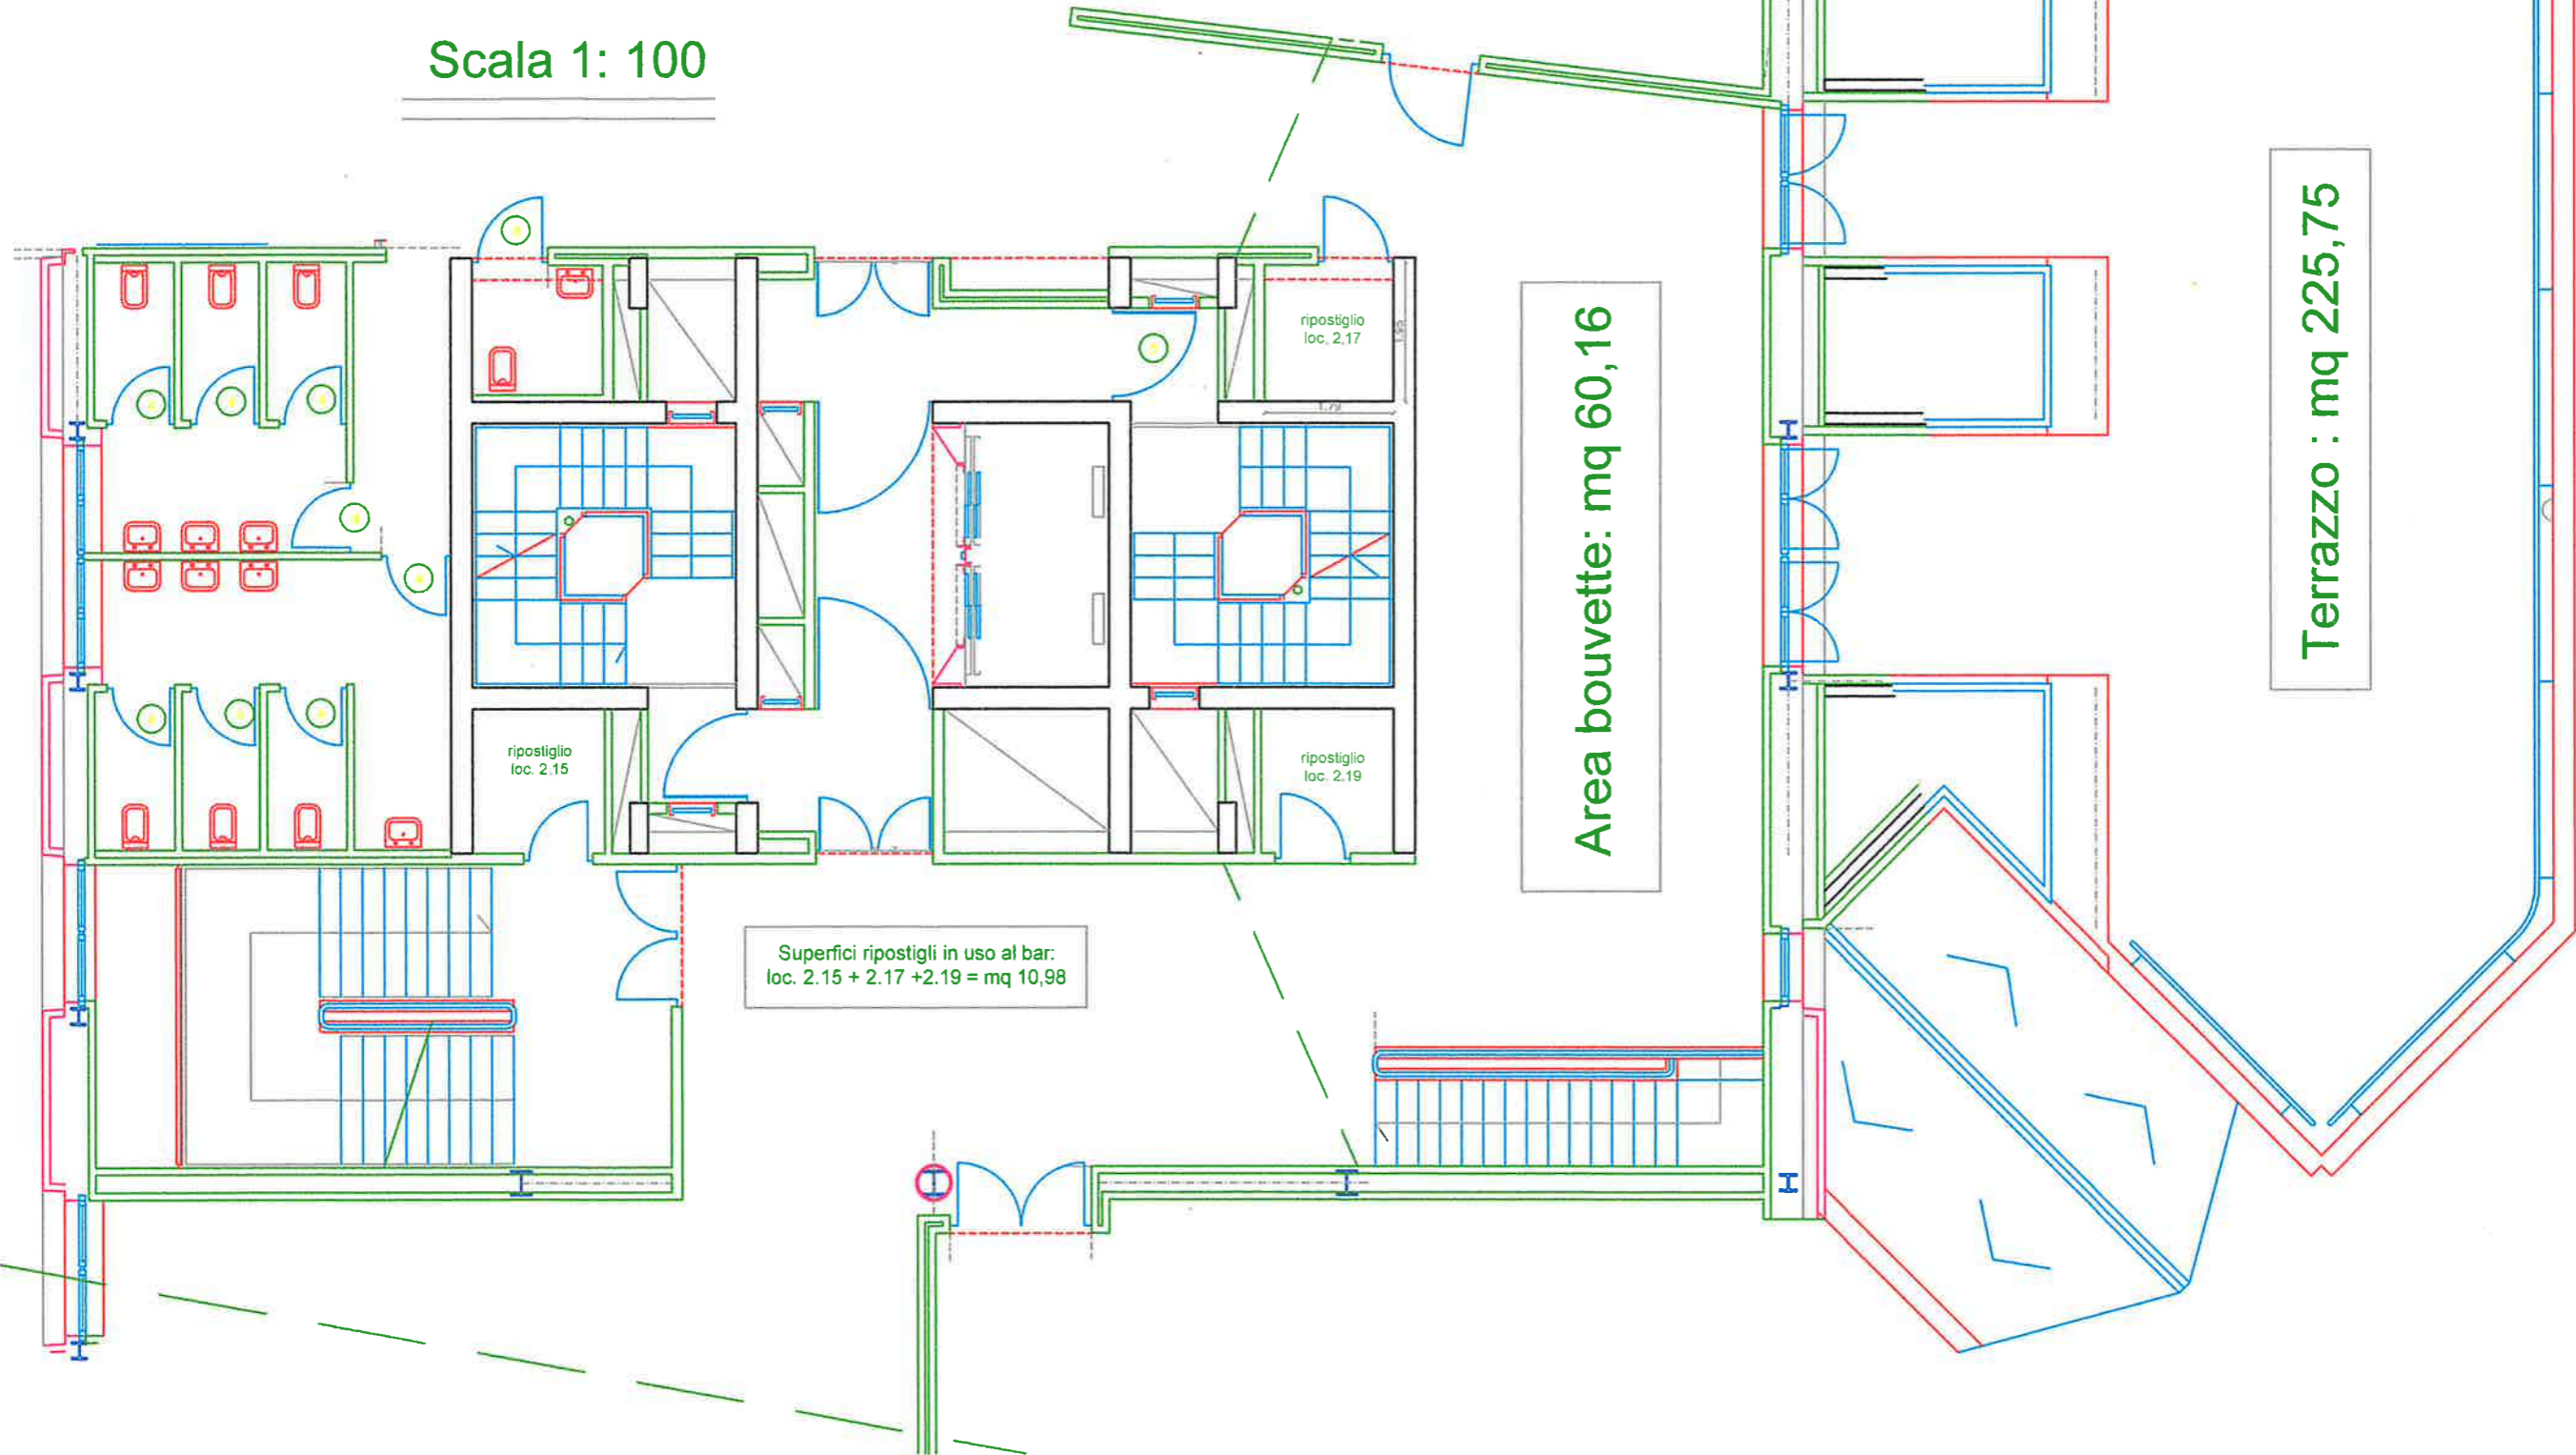 Scala 1: 100
Terrazzo : mq 225,75
Area bouvette: mq 60,16
ripostiglio
loc. 2,17
ripostiglio
loc. 2.15
ripostiglio
loc. 2.19
Superfici ripostigli in uso al bar:
loc. 2.15 + 2.17 +2.19 = mq 10,98